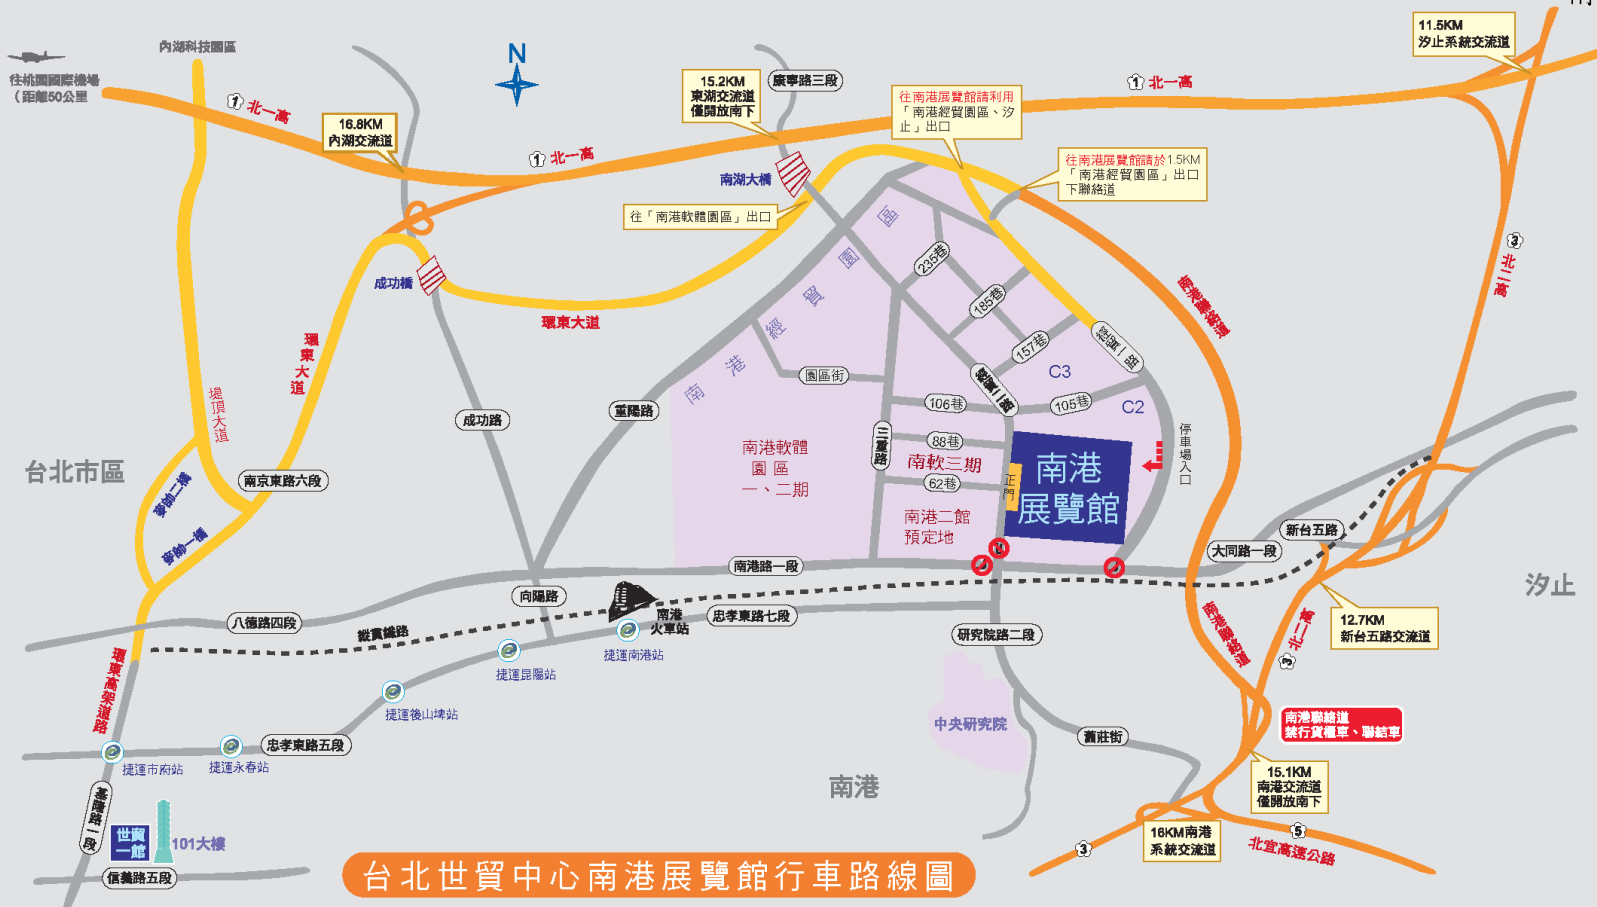 11.5KM
汐止系統交流道
內湖科技園區
N
往桃園國際機場
（距離50公里
1
北一高
16.8KM
內湖交流道
15.2KM
東湖交流道
僅開放南下
康寧路三段
往南港展覽館請利用
「南港經貿園區、汐
止」出口
1
北一高
1
北一高
往南港展覽館請於1.5KM
「南港經貿園區」出口
下聯絡道
南湖大橋
往「南港軟體園區」出口
成功橋
環東大道
環東大道
南港經貿園區
235巷
185巷
157巷
經貿一路
南港聯絡道
3
北二高
堤頂大道
園區街
經貿二路
C3
C2
106巷
105巷
重陽路
成功路
三重路
88巷
南軟三期
62巷
南港軟體
園區
一、二期
南港二館
預定地
正門
南港
展覽館
停車場入口
台北市區
南京東路六段
麥帥二橋
麥帥一橋
新台五路
大同路一段
南港路一段
汐止
向陽路
南港
火車站
忠孝東路七段
八德路四段
縱貫鐵路
捷運南港站
捷運昆陽站
研究院路二段
南港聯絡道
3
北二高
12.7KM
新台五路交流道
環東高架道路
捷運後山埤站
中央研究院
舊莊街
南港聯絡道
禁行貨櫃車、聯結車
忠孝東路五段
捷運市府站
捷運永春站
南港
15.1KM
南港交流道
僅開放南下
基隆路一段
世貿
一館
101大樓
信義路五段
16KM南港
系統交流道
3
5
北宜高速公路
台北世貿中心南港展覽館行車路線圖